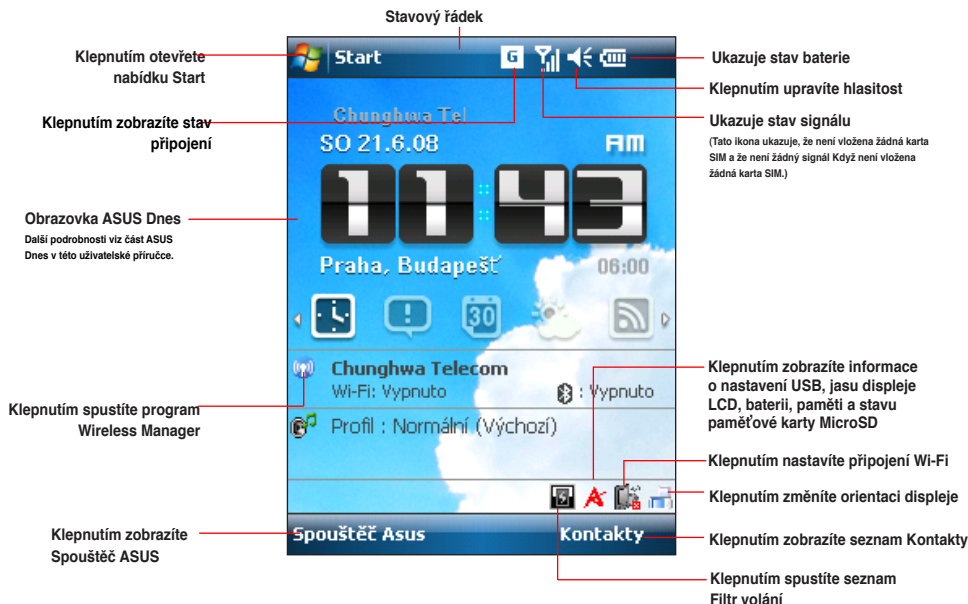 Stavový řádek
Klepnutím otevřete
nabídku Start
Klepnutím zobrazíte stav
připojení
Obrazovka ASUS Dnes
Další podrobnosti viz část ASUS
Dnes v této uživatelské příručce.
Klepnutím spustíte program
Wireless Manager
Klepnutím zobrazíte
Spouštěč ASUS
Start
G
Chunghwa Tel
SO 21.6.08
AM
11:43
Praha, Budapešť
06:00
30
Chunghwa Telecom
Wi-Fi: Vypnuto
: Vypnuto
Profil : Normální (Výchozí)
Spouštěč Asus
Kontakty
Ukazuje stav baterie
Klepnutím upravíte hlasitost
Ukazuje stav signálu
(Tato ikona ukazuje, že není vložena žádná karta
SIM a že není žádný signál Když není vložena
žádná karta SIM.)
Klepnutím zobrazíte informace
o nastavení USB, jasu displeje
LCD, baterii, paměti a stavu
paměťové karty MicroSD
Klepnutím nastavíte připojení Wi-Fi
Klepnutím změníte orientaci displeje
Klepnutím zobrazíte seznam Kontakty
Klepnutím spustíte seznam
Filtr volání